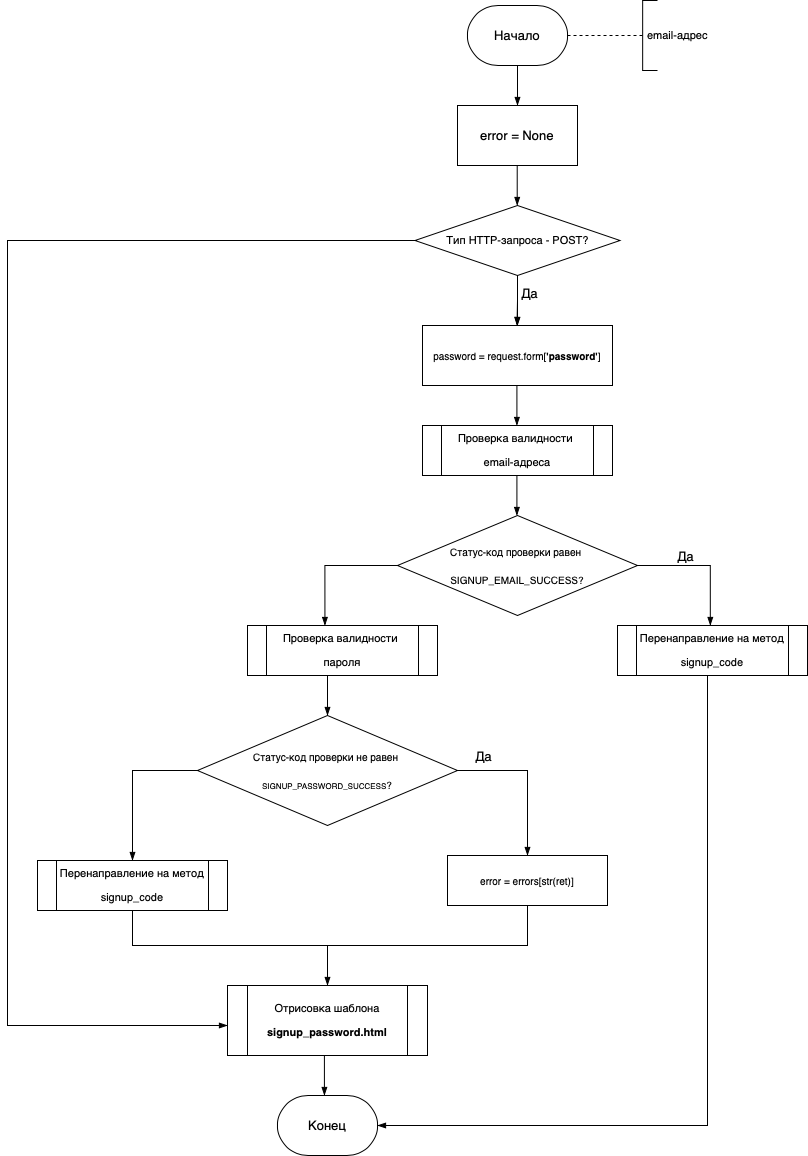 Начало
email-адрес
error = None
Тип HTTP-запроса - POST?
Да
password = request.form['password']
Проверка валидности
email-адреса
Статус-код проверки равен
SIGNUP_EMAIL_SUCCESS?
Да
Проверка валидности
пароля
Перенаправление на метод
signup_code
Статус-код проверки не равен
SIGNUP_PASSWORD_SUCCESS?
Да
Перенаправление на метод
signup_code
error = errors[str(ret)]
Отрисовка шаблона
signup_password.html
Конец